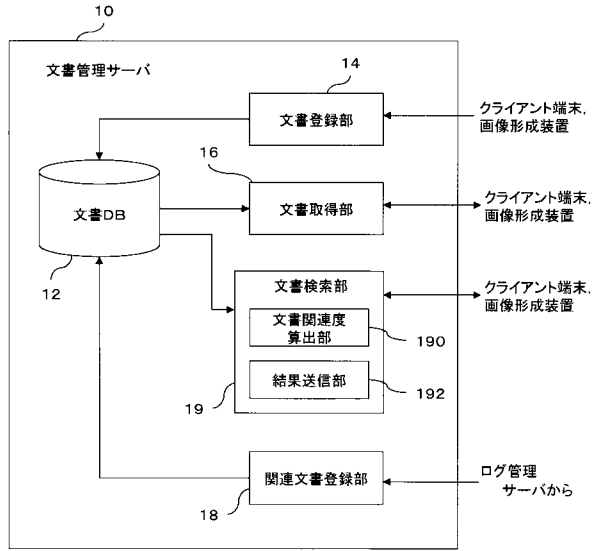 10
文書管理サーバ
14
文書登録部
クライアント端末,
画像形成装置
16
文書DB
文書取得部
クライアント端末,
画像形成装置
12
文書検索部
クライアント端末,
画像形成装置
文書関連度
算出部
190
結果送信部
192
19
関連文書登録部
ログ管理
サーバから
18